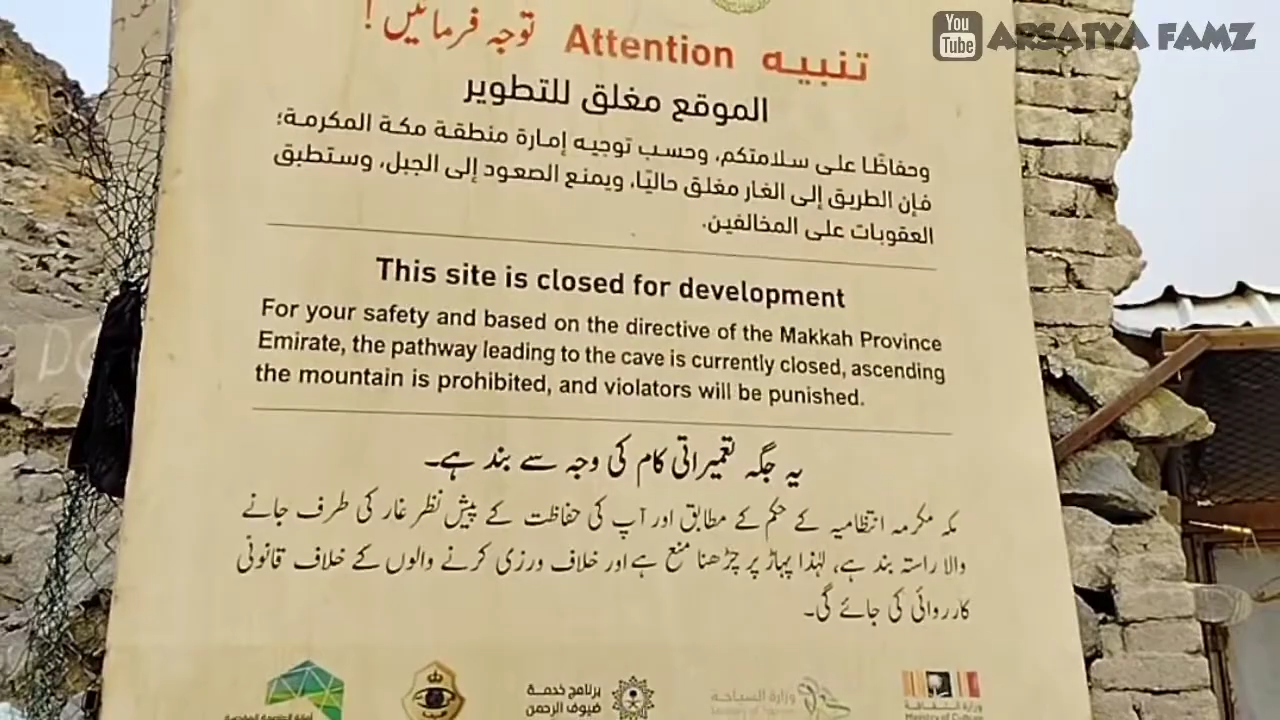 You Tube ARSATYA FAMZ
تنبيه Attention توجہ فرمائیں !
الموقع مغلق للتطوير
وحفاظًا على سلامتكم، وحسب توجيه إمارة منطقة مكة المكرمة؛
فإن الطريق إلى الغار مغلق حاليًا، ويمنع الصعود إلى الجبل، وستطبق
العقوبات على المخالفين.
This site is closed for development
For your safety and based on the directive of the Makkah Province
Emirate, the pathway leading to the cave is currently closed, ascending
the mountain is prohibited, and violators will be punished.
یہ جگہ تعمیراتی کام کی وجہ سے بند ہے۔
مکہ مکرمہ انتظامیہ کے حکم کے مطابق اور آپ کی حفاظت کے پیش نظر غار کی طرف جانے
والا راستہ بند ہے، لہٰذا پہاڑ پر چڑھنا منع ہے اور خلاف ورزی کرنے والوں کے خلاف قانونی
کارروائی کی جائے گی۔
برنامج خدمة
ضيوف الرحمن
وزارة السياحة
Ministry of Tourism
وزارة الثقافة
Ministry of Culture